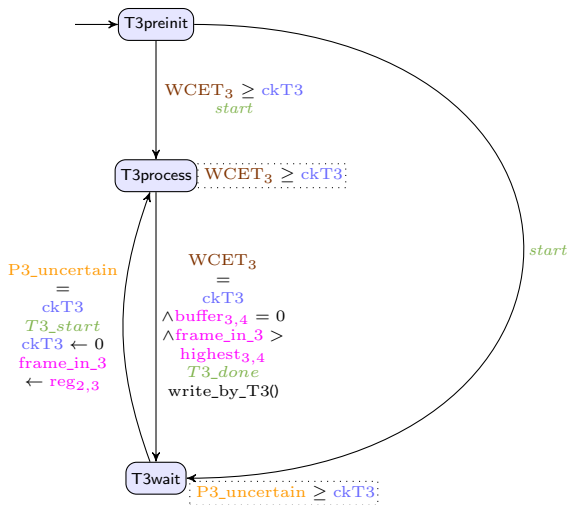 T3preinit
WCET₃ ≥ ckT3
start
T3process
WCET₃ ≥ ckT3
start
P3_uncertain
=
ckT3
T3_start
ckT3 ← 0
frame_in_3
← reg₂,₃
WCET₃
=
ckT3
∧buffer₃,₄ = 0
∧frame_in_3 >
highest₃,₄
T3_done
write_by_T3()
T3wait
P3_uncertain ≥ ckT3